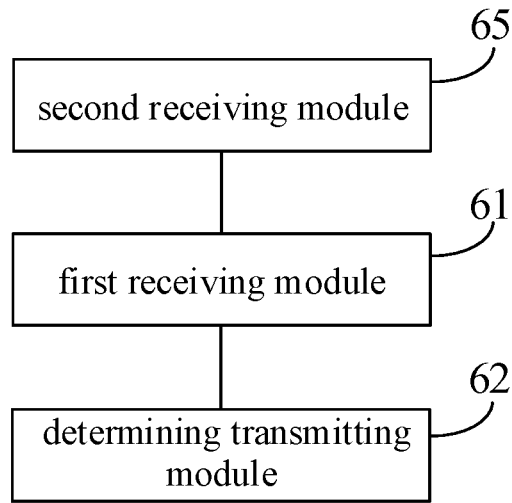 65
second receiving module
61
first receiving module
62
determining transmitting
module